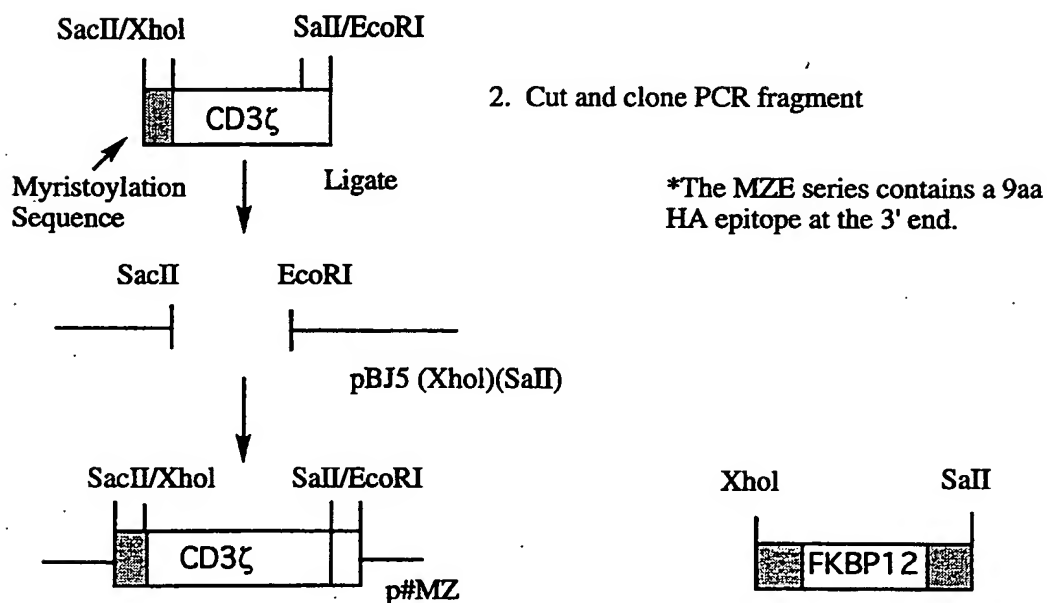 SacII/XhoI SalI/EcoRI
2. Cut and clone PCR fragment
CD3ζ
Myristoylation
Sequence
Ligate
*The MZE series contains a 9aa
HA epitope at the 3' end.
SacII EcoRI
pBJ5 (XhoI)(SalI)
SacII/XhoI SalI/EcoRI
XhoI SalI
CD3ζ
FKBP12
p#MZ